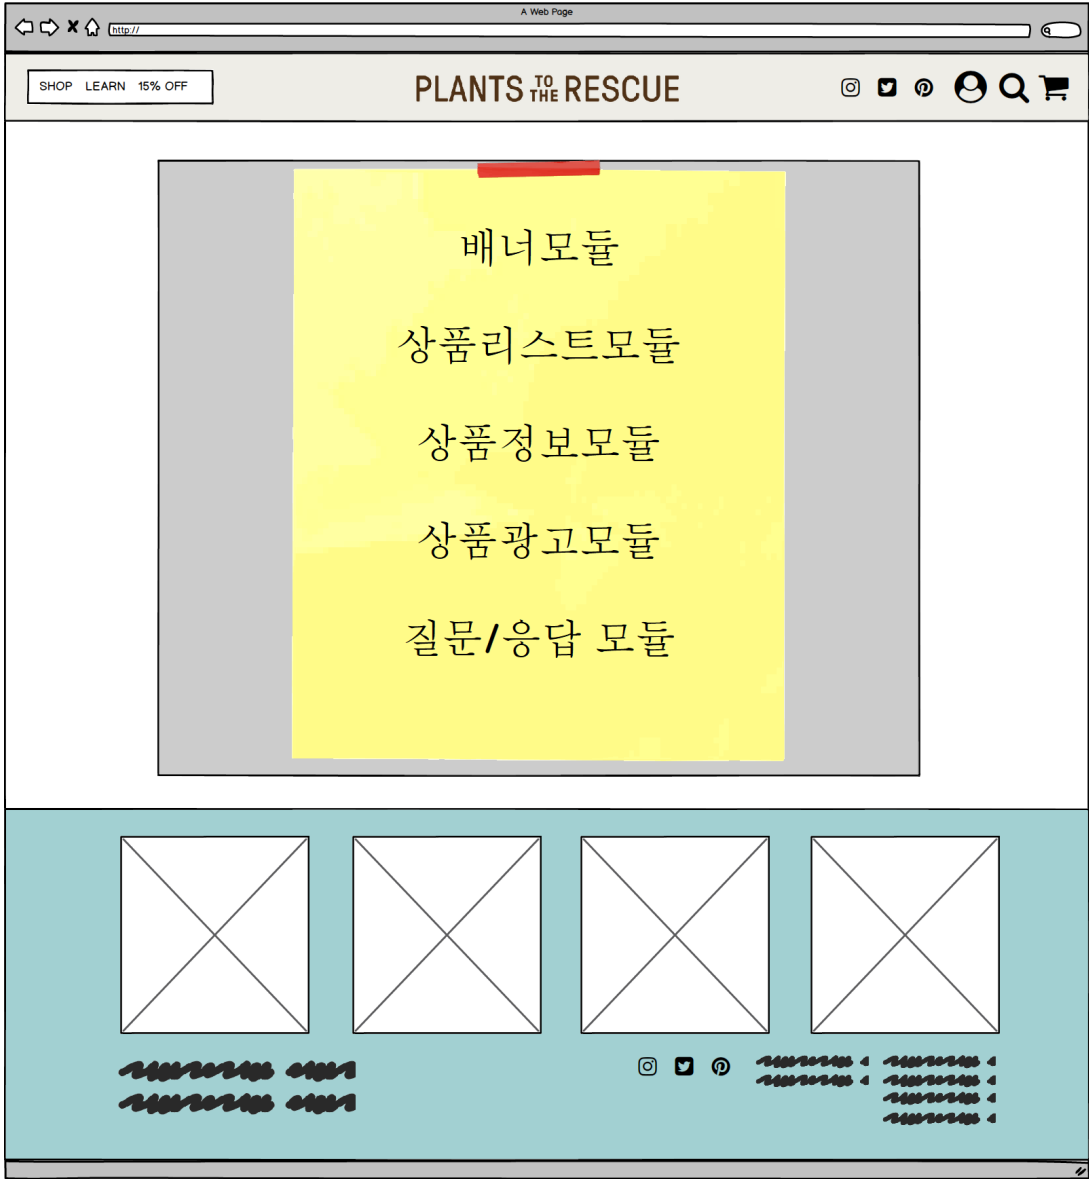 A Web Page
http://
SHOP LEARN 15% OFF
PLANTS TO THE RESCUE
배너모듈
상품리스트모듈
상품정보모듈
상품광고모듈
질문/응답 모듈